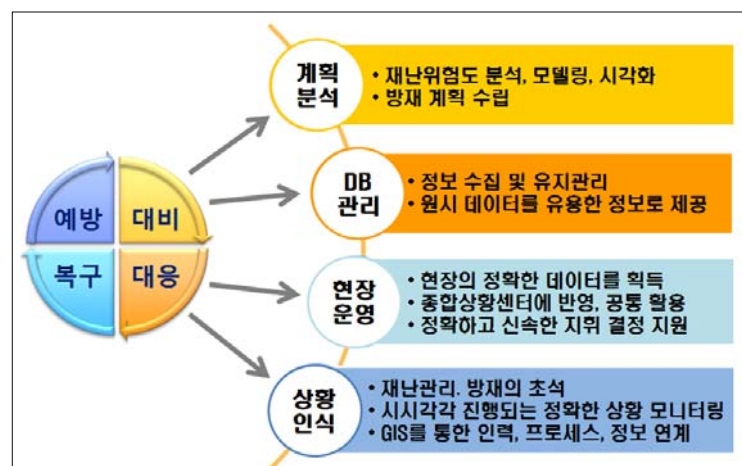 예방
대비
복구
대응
계획
분석
• 재난위험도 분석, 모델링, 시각화
• 방재 계획 수립
DB
관리
• 정보 수집 및 유지관리
• 원시 데이터를 유용한 정보로 제공
현장
운영
• 현장의 정확한 데이터를 획득
• 종합상황센터에 반영, 공통 활용
• 정확하고 신속한 지휘 결정 지원
상황
인식
• 재난관리. 방재의 초석
• 시시각각 진행되는 정확한 상황 모니터링
• GIS를 통한 인력, 프로세스, 정보 연계